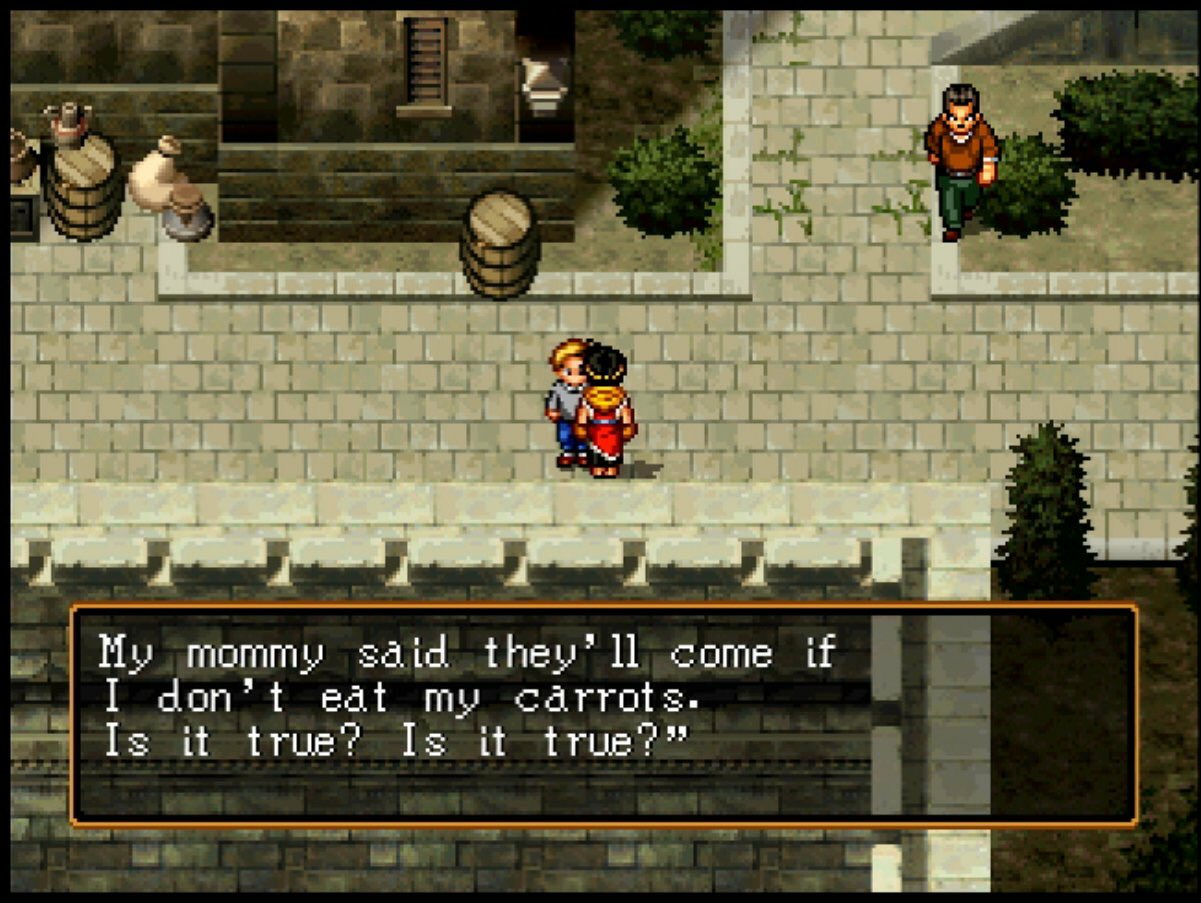 My mommy said they'll come if
I don't eat my carrots.
Is it true? Is it true?"